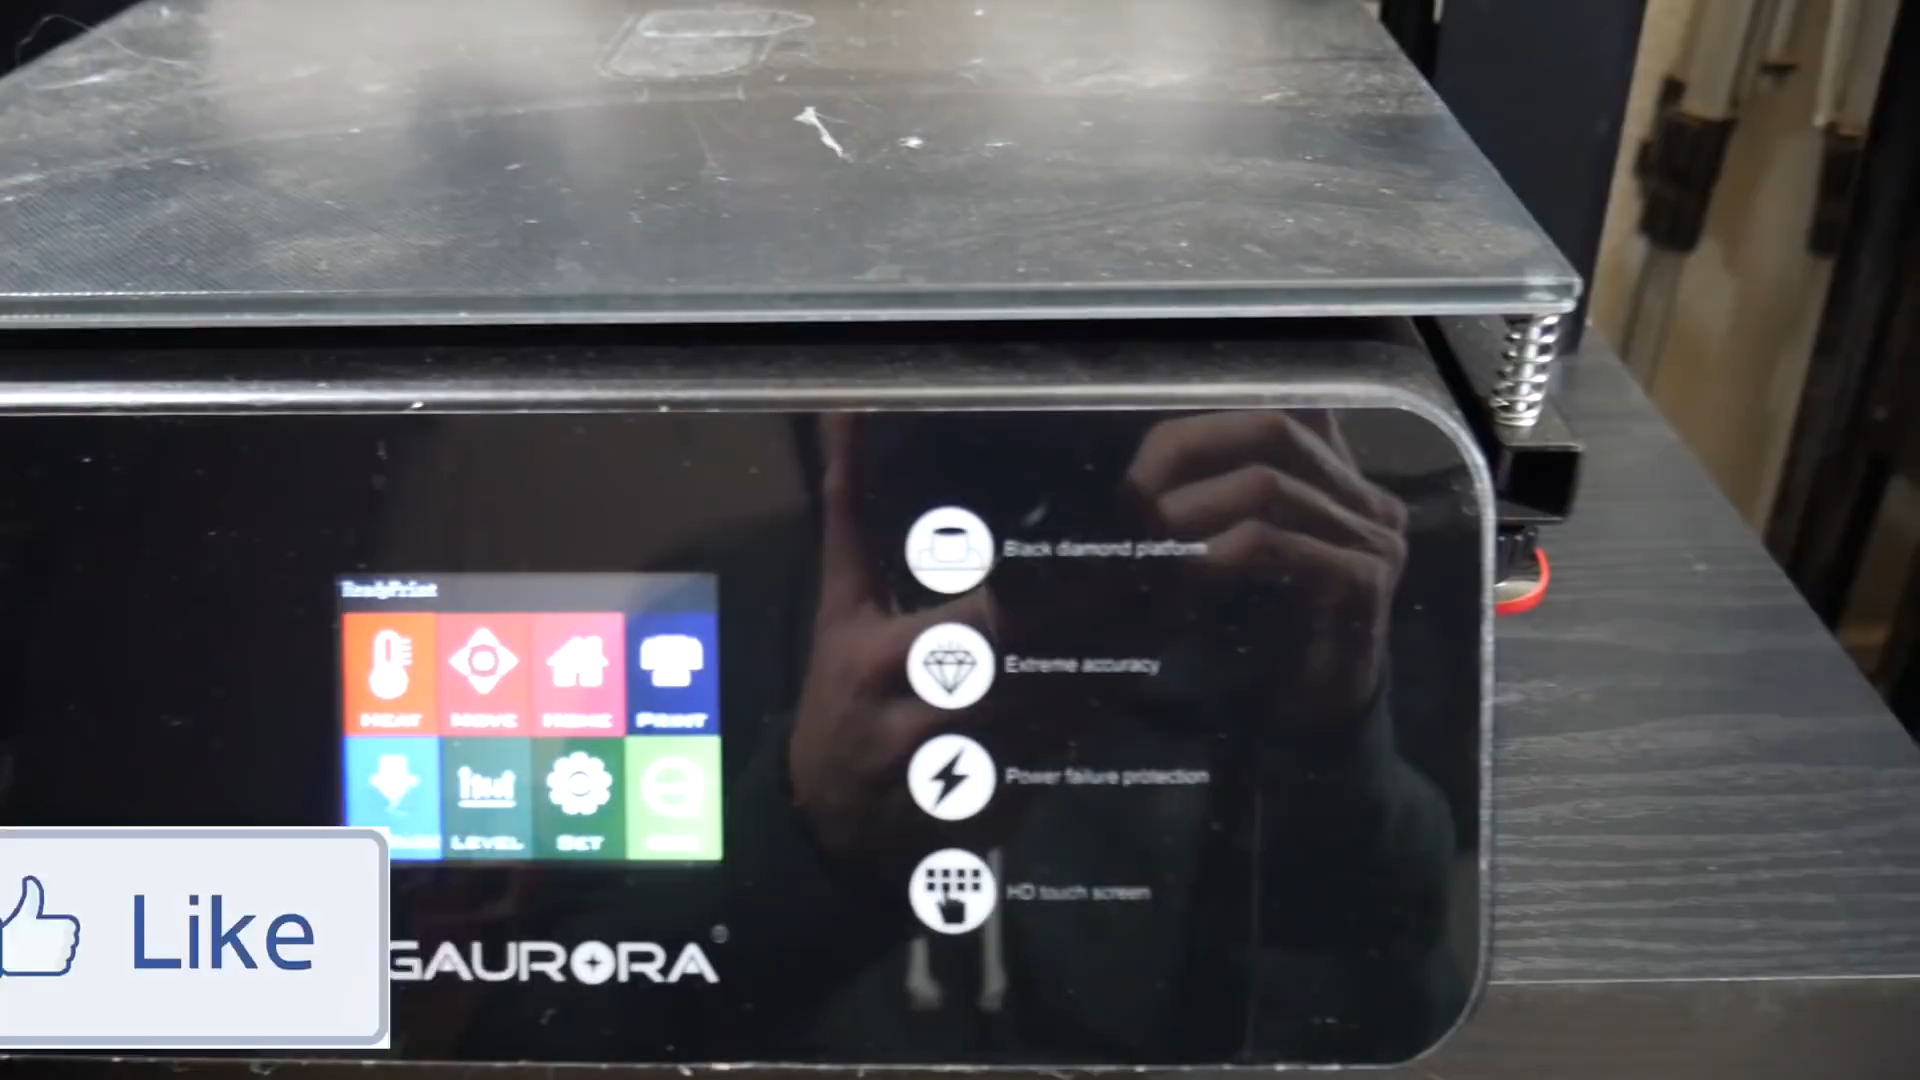 ReadyPrint
HEAT MOVE HOME PRINT
LEVEL SET
Black diamond platform
Extreme accuracy
Power failure protection
HD touch screen
Like
GAURORA